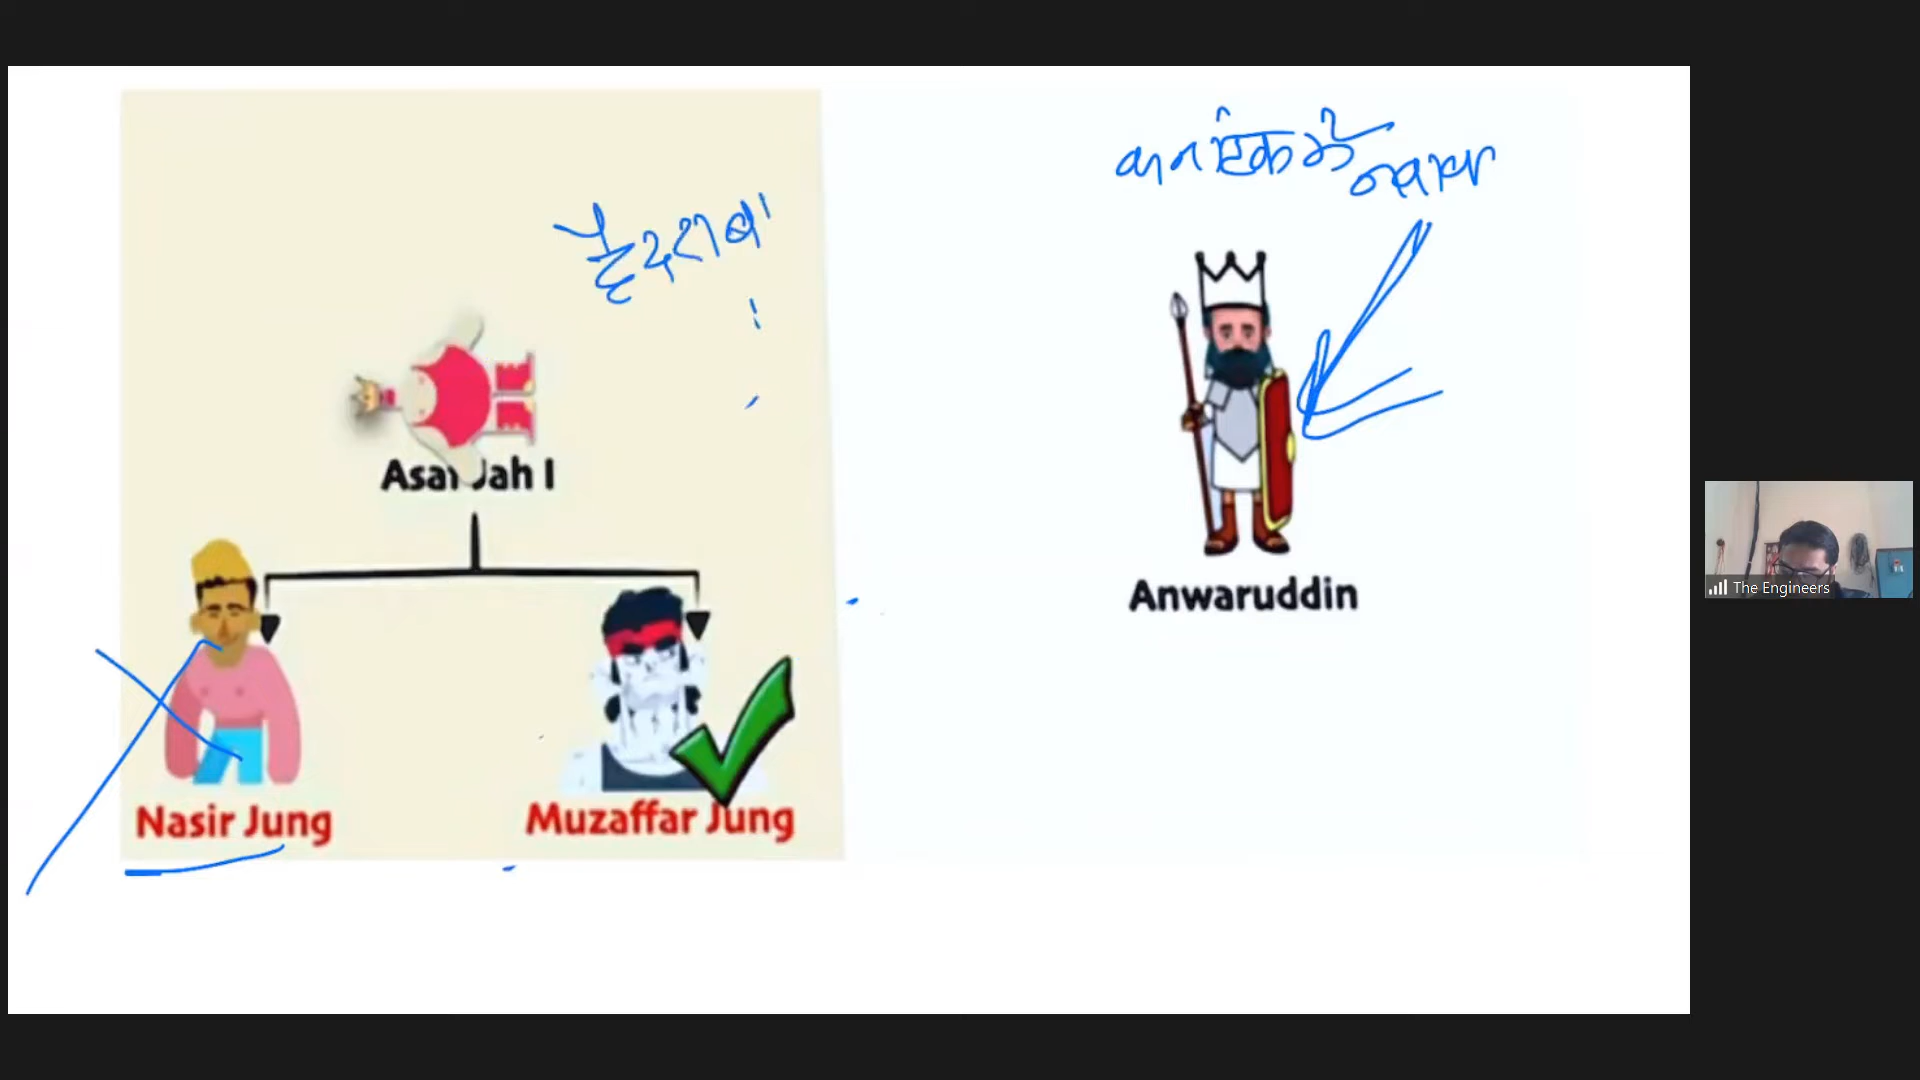 कर्नाटक के
नवाब
हैदराबा
Asaf Jah I
Anwaruddin
Nasir Jung
Muzaffar Jung
The Engineers